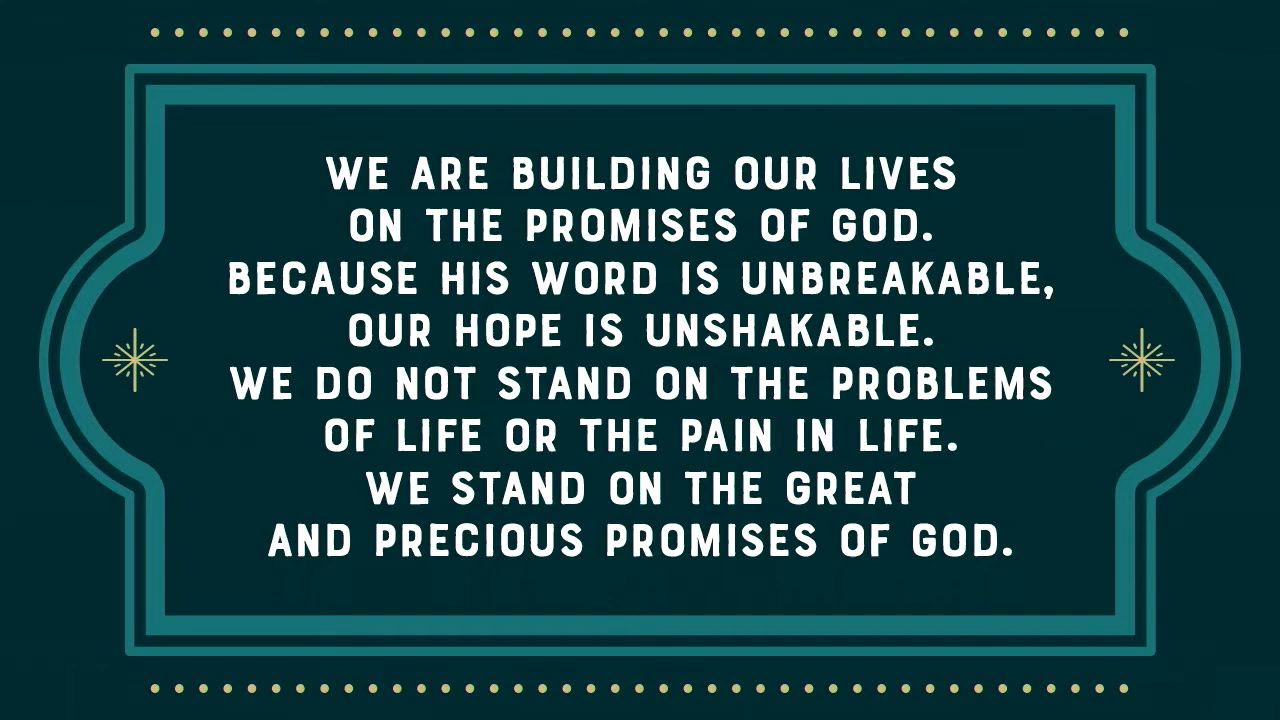 WE ARE BUILDING OUR LIVES
ON THE PROMISES OF GOD.
BECAUSE HIS WORD IS UNBREAKABLE,
OUR HOPE IS UNSHAKABLE.
WE DO NOT STAND ON THE PROBLEMS
OF LIFE OR THE PAIN IN LIFE.
WE STAND ON THE GREAT
AND PRECIOUS PROMISES OF GOD.